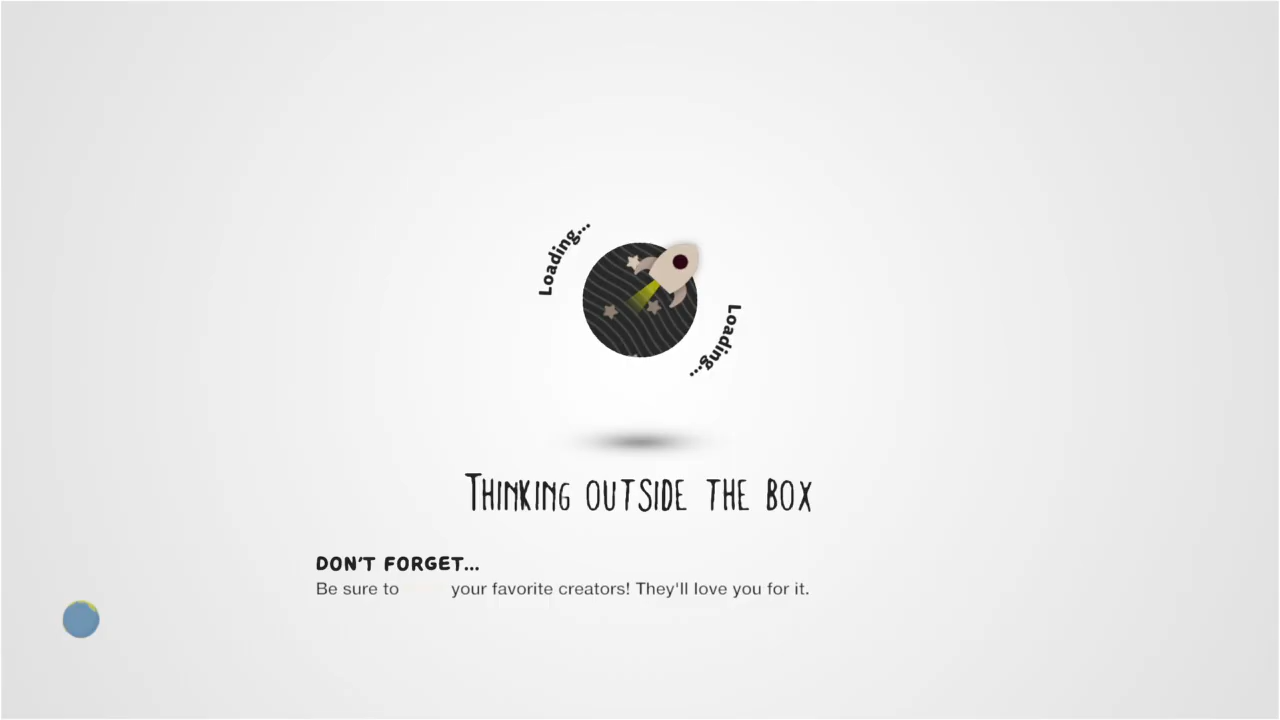 Loading...
Loading...
THINKING OUTSIDE THE BOX
DON'T FORGET...
Be sure to your favorite creators! They'll love you for it.